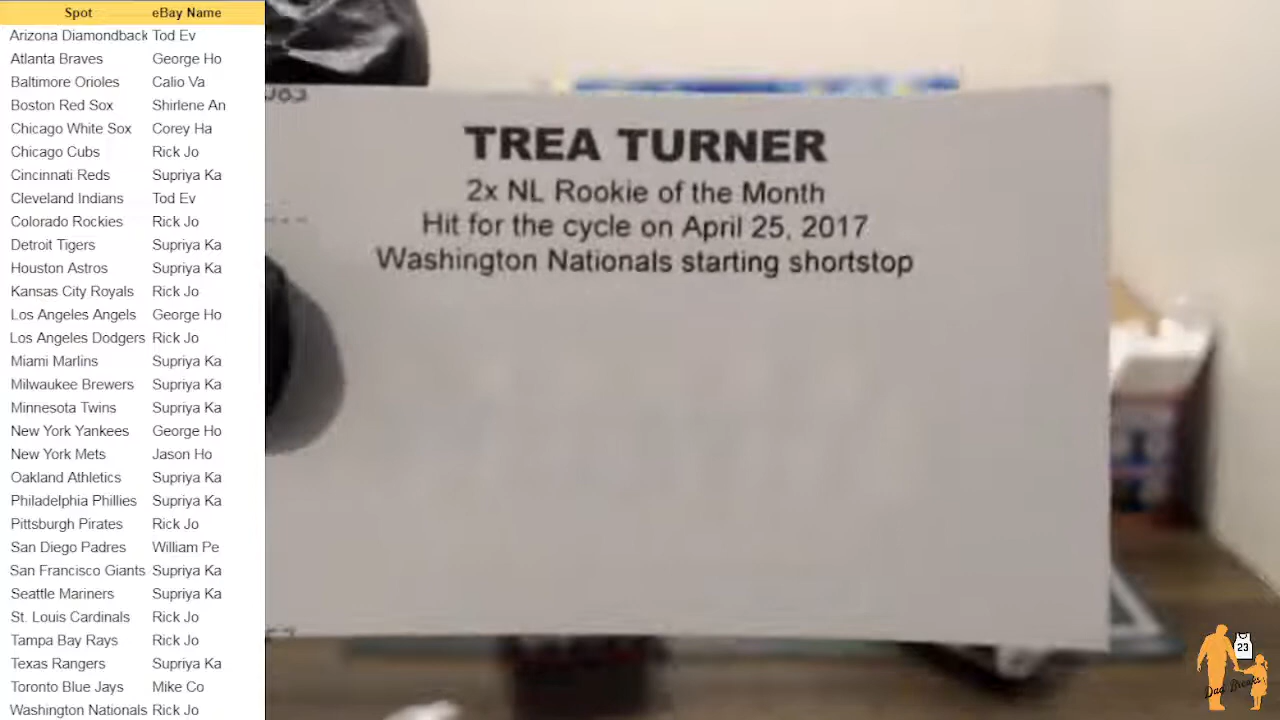 Spot eBay Name
Arizona Diamondback Tod Ev
Atlanta Braves George Ho
Baltimore Orioles Calio Va
Boston Red Sox Shirlene An
Chicago White Sox Corey Ha
Chicago Cubs Rick Jo
Cincinnati Reds Supriya Ka
Cleveland Indians Tod Ev
Colorado Rockies Rick Jo
Detroit Tigers Supriya Ka
Houston Astros Supriya Ka
Kansas City Royals Rick Jo
Los Angeles Angels George Ho
Los Angeles Dodgers Rick Jo
Miami Marlins Supriya Ka
Milwaukee Brewers Supriya Ka
Minnesota Twins Supriya Ka
New York Yankees George Ho
New York Mets Jason Ho
Oakland Athletics Supriya Ka
Philadelphia Phillies Supriya Ka
Pittsburgh Pirates Rick Jo
San Diego Padres William Pe
San Francisco Giants Supriya Ka
Seattle Mariners Supriya Ka
St. Louis Cardinals Rick Jo
Tampa Bay Rays Rick Jo
Texas Rangers Supriya Ka
Toronto Blue Jays Mike Co
Washington Nationals Rick Jo
TREA TURNER
2x NL Rookie of the Month
Hit for the cycle on April 25, 2017
Washington Nationals starting shortstop
23
Dad Breaks